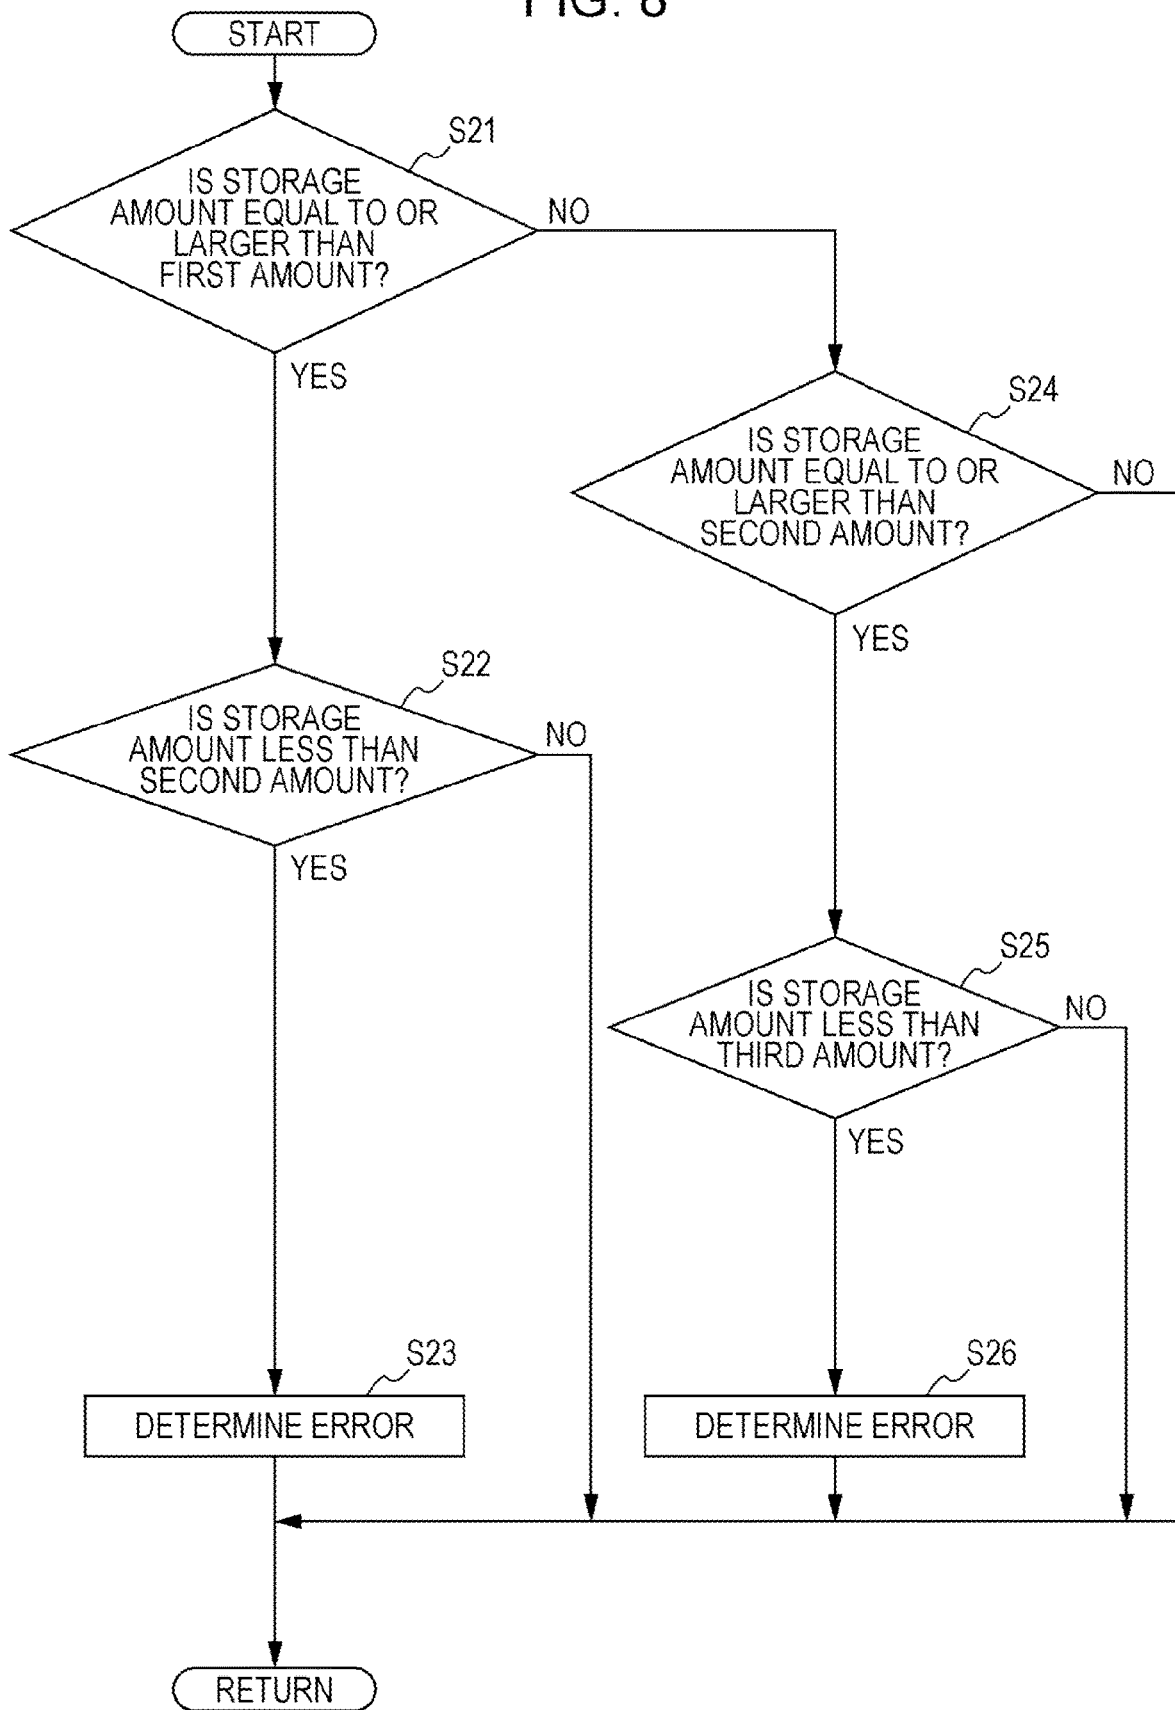 FIG. 8
START
S21
IS STORAGE
AMOUNT EQUAL TO OR
LARGER THAN
FIRST AMOUNT?
NO
YES
S24
IS STORAGE
AMOUNT EQUAL TO OR
LARGER THAN
SECOND AMOUNT?
NO
YES
S22
IS STORAGE
AMOUNT LESS THAN
SECOND AMOUNT?
NO
YES
S25
IS STORAGE
AMOUNT LESS THAN
THIRD AMOUNT?
NO
YES
S23
DETERMINE ERROR
S26
DETERMINE ERROR
RETURN